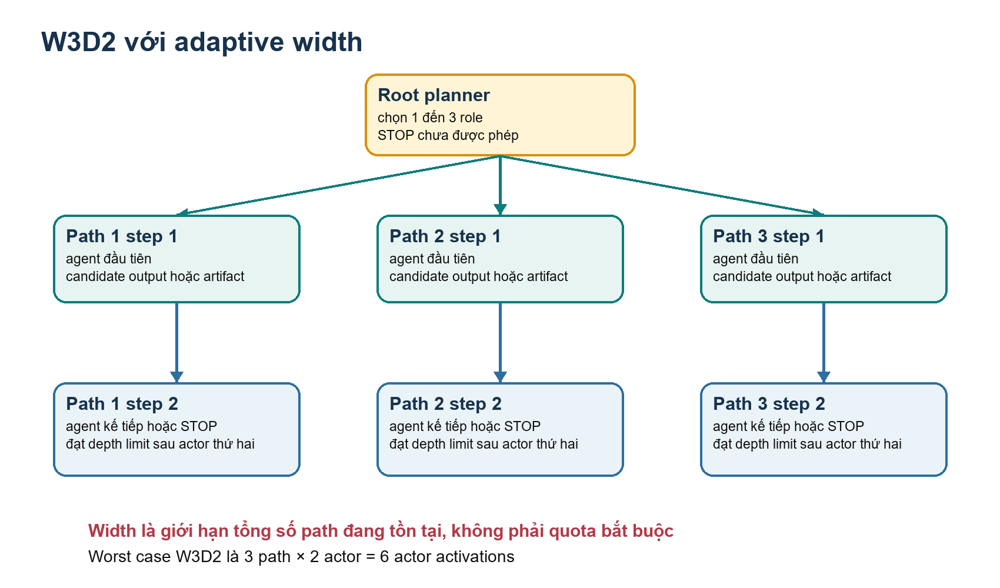 W3D2 với adaptive width
Root planner
chọn 1 đến 3 role
STOP chưa được phép
Path 1 step 1
agent đầu tiên
candidate output hoặc artifact
Path 2 step 1
agent đầu tiên
candidate output hoặc artifact
Path 3 step 1
agent đầu tiên
candidate output hoặc artifact
Path 1 step 2
agent kế tiếp hoặc STOP
đạt depth limit sau actor thứ hai
Path 2 step 2
agent kế tiếp hoặc STOP
đạt depth limit sau actor thứ hai
Path 3 step 2
agent kế tiếp hoặc STOP
đạt depth limit sau actor thứ hai
Width là giới hạn tổng số path đang tồn tại, không phải quota bắt buộc
Worst case W3D2 là 3 path × 2 actor = 6 actor activations